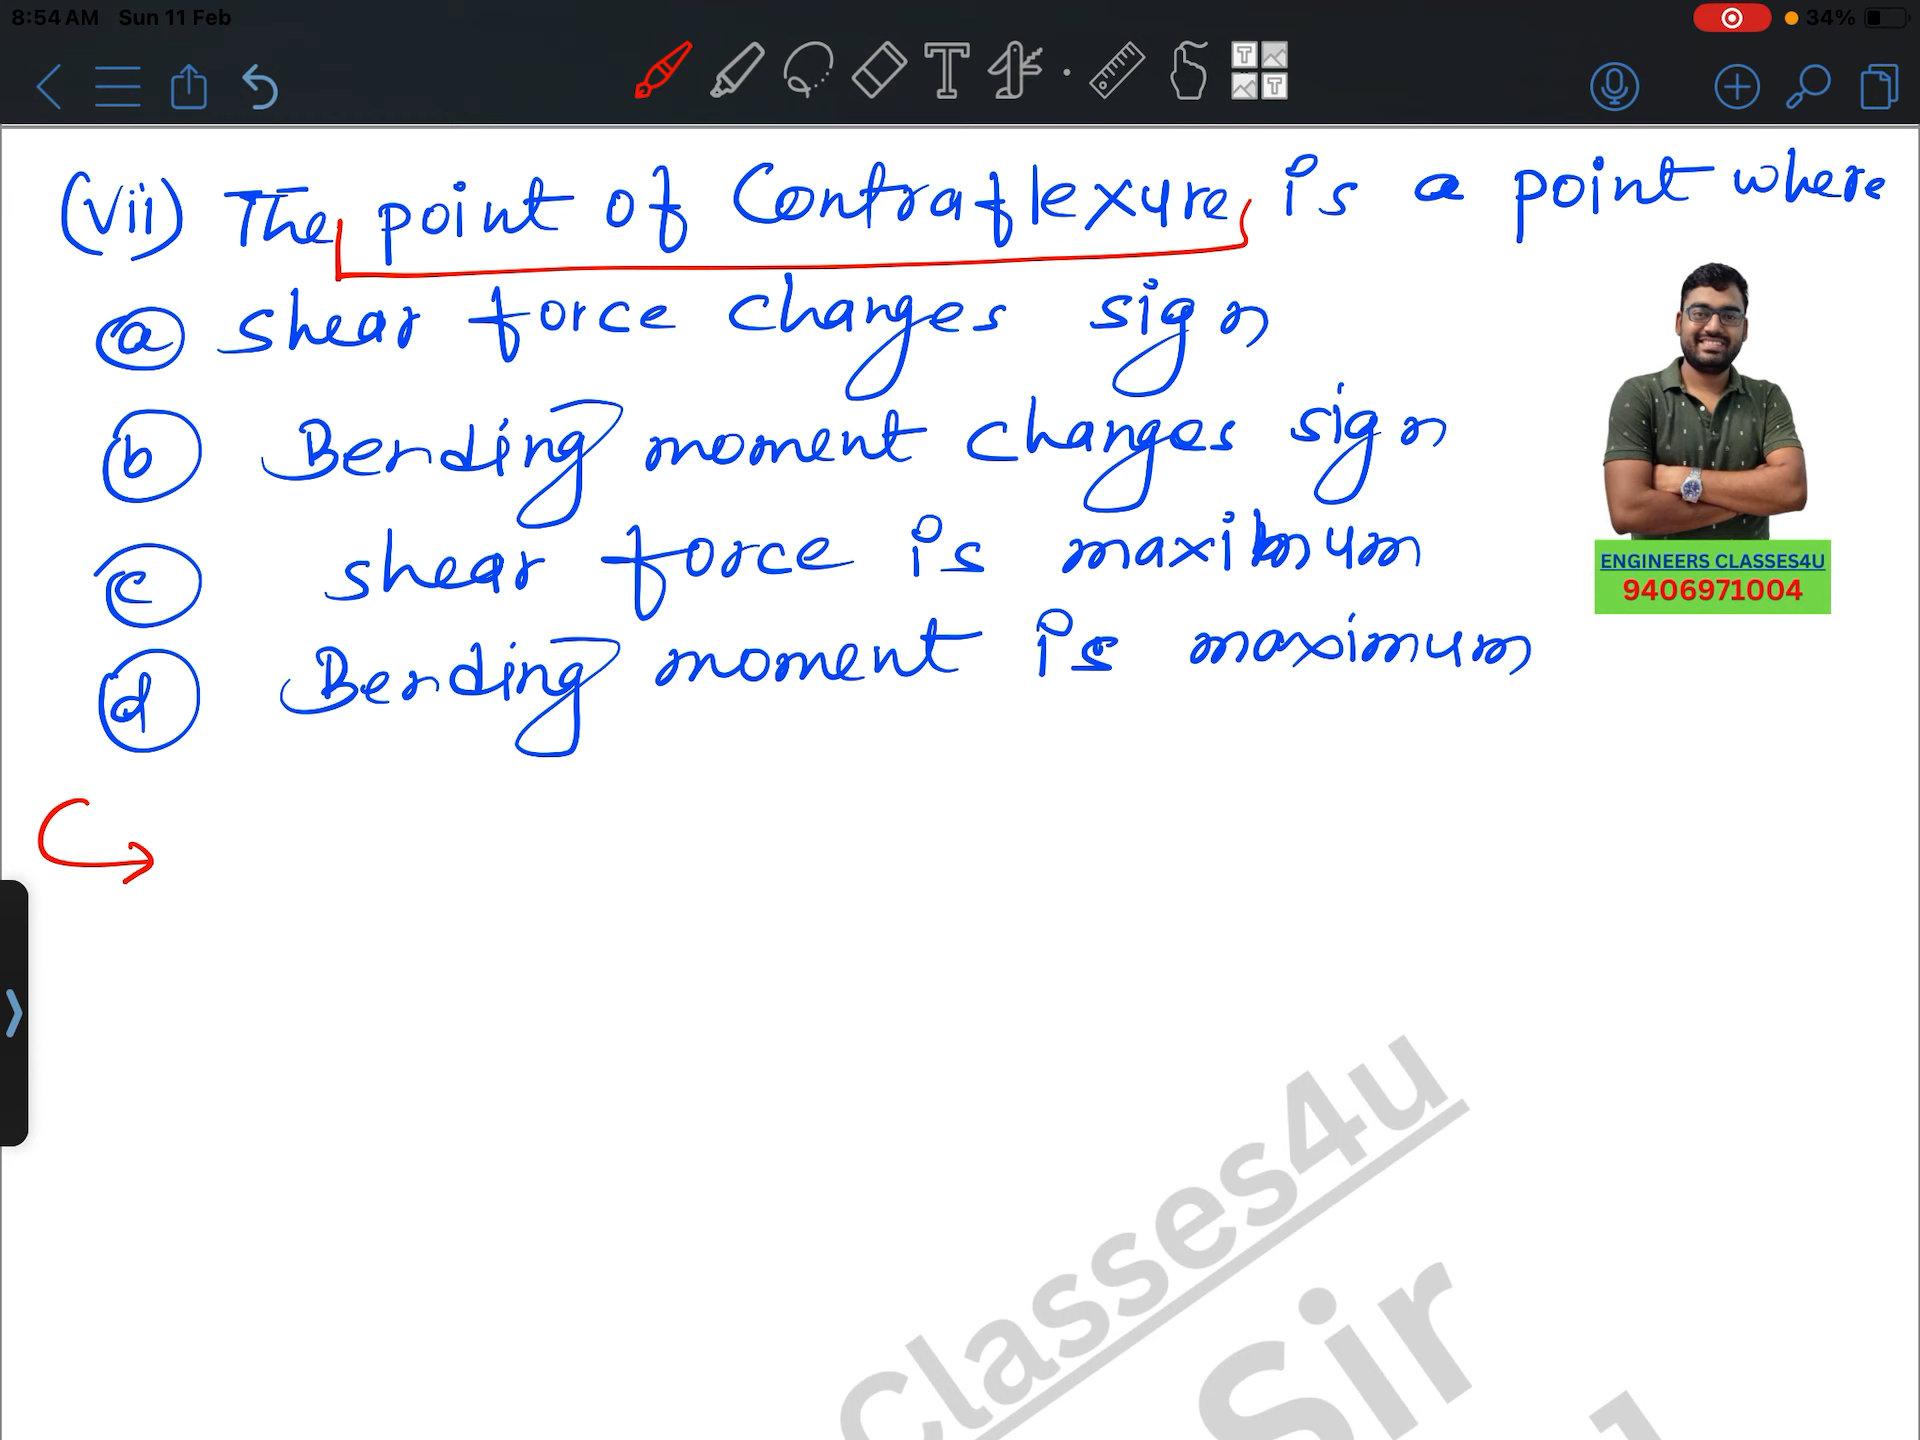 8:54 AM Sun 11 Feb
34%
(vii) The point of Contraflexure is a point where
(a) shear force changes sign
(b) Bending moment changes sign
(c) shear force is maximum
(d) Bending moment is maximum
ENGINEERS CLASSES4U
9406971004
Classes4u
Sir